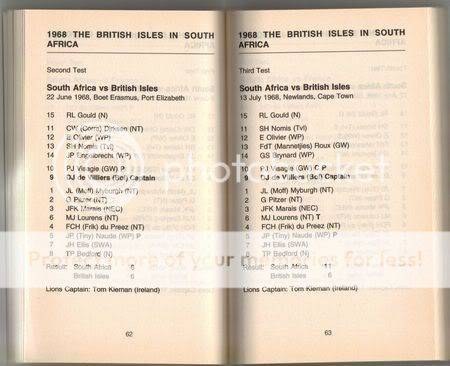 1968 THE BRITISH ISLES IN SOUTH
AFRICA
Second Test
South Africa vs British Isles
22 June 1968, Boet Erasmus, Port Elizabeth
15 RL Gould (N)
11 CW (Corra) Dirksen (NT)
12 E Olivier (WP)
13 SH Nomis (Tvl)
14 JP Engelbrecht (WP)
10 PJ Visagie (GW) P
9 DJ de Villiers (Bol) Captain
1 JL (Mof) Myburgh (NT)
2 G Pitzer (NT)
3 JFK Marais (NEC)
6 MJ Lourens (NT)
4 FCH (Frik) du Preez (NT)
5 JP (Tiny) Naude (WP) P
7 JH Ellis (SWA)
8 TP Bedford (N)
Result: South Africa 6
British Isles 6
Lions Captain: Tom Kiernan (Ireland)
62
1968 THE BRITISH ISLES IN SOUTH
AFRICA
Third Test
South Africa vs British Isles
13 July 1968, Newlands, Cape Town
15 RL Gould (N)
11 SH Nomis (Tvl)
12 E Olivier (WP)
13 FdT (Mannetjies) Roux (GW)
14 GS Brynard (WP)
10 PJ Visagie (GW) P
9 DJ de Villiers (Bol) Captain
1 JL (Mof) Myburgh (NT)
2 G Pitzer (NT)
3 JFK Marais (NEC)
6 MJ Lourens (NT) T
4 FCH (Frik) du Preez (NT)
5 JP (Tiny) Naude (WP) P
7 JH Ellis (SWA)
8 TP Bedford (N)
Result: South Africa 11
British Isles 6
Lions Captain: Tom Kiernan (Ireland)
63
photobucket
Protect more of your memories for less!